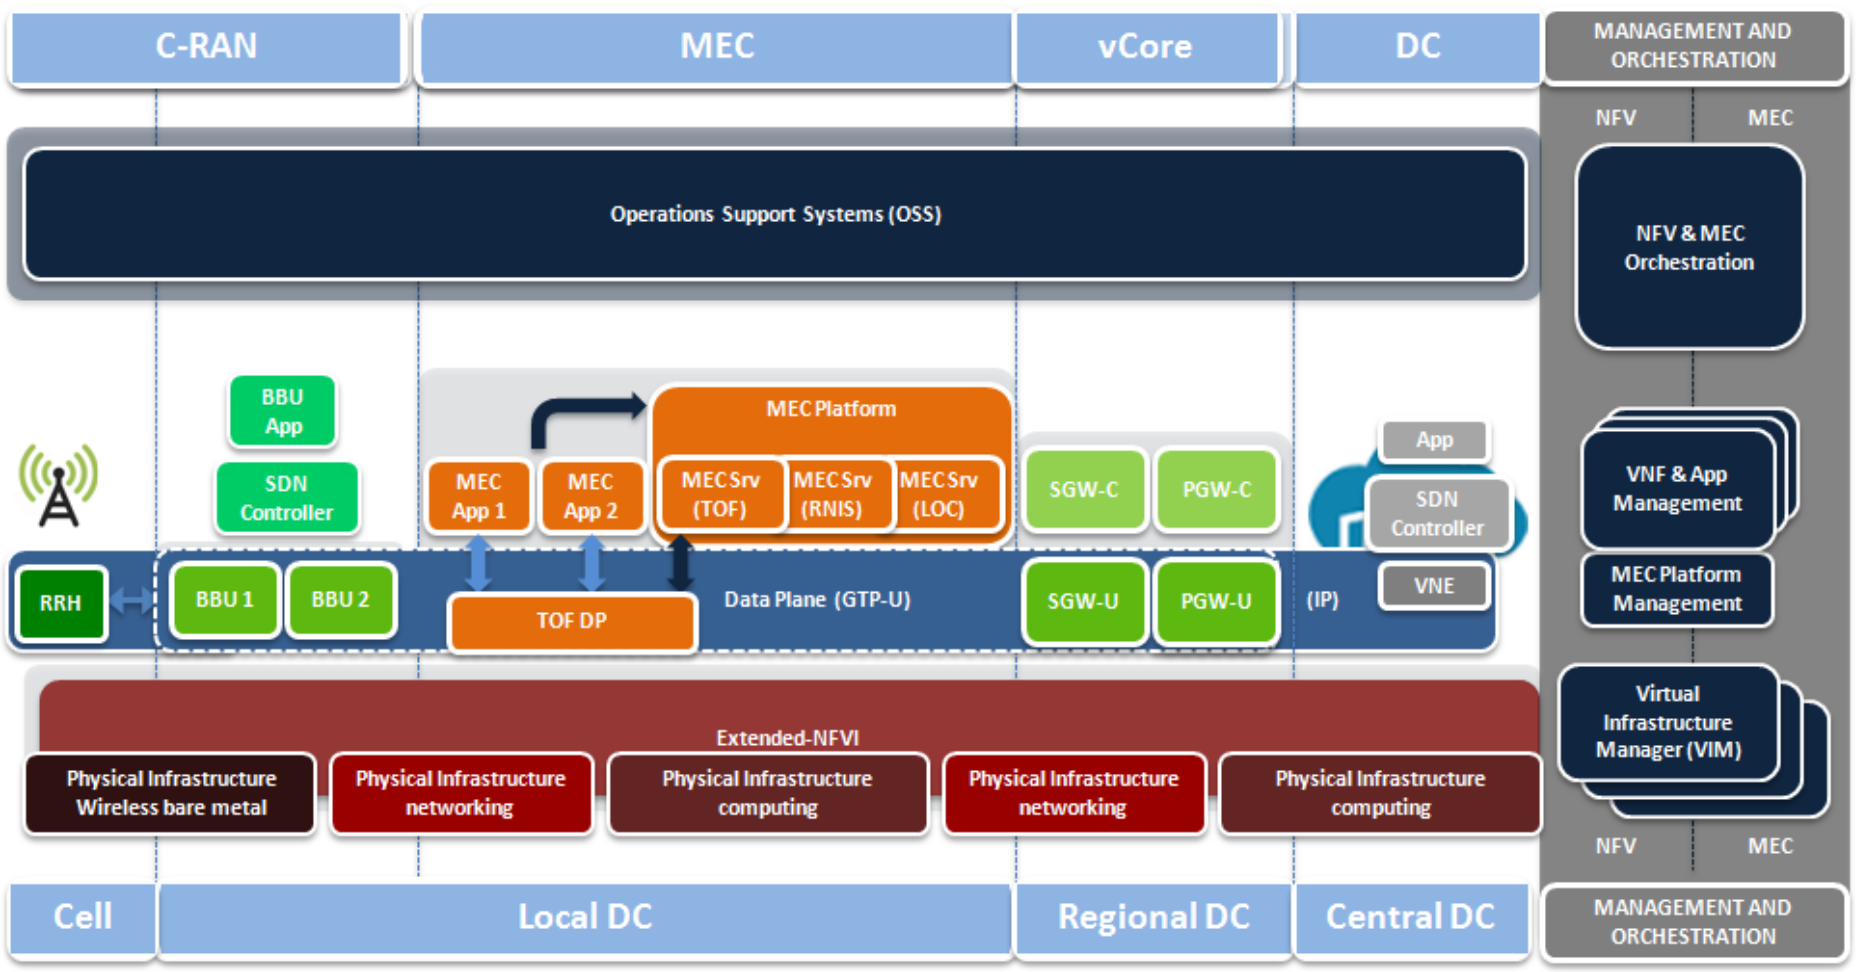 C-RAN
MEC
vCore
DC
MANAGEMENT AND
ORCHESTRATION
NFV
MEC
Operations Support Systems (OSS)
NFV & MEC
Orchestration
BBU
App
SDN
Controller
MEC
App 1
MEC
App 2
MEC Platform
MEC Srv
(TOF)
MEC Srv
(RNIS)
MEC Srv
(LOC)
SGW-C
PGW-C
App
SDN
Controller
VNF & App
Management
RRH
BBU 1
BBU 2
TOF DP
Data Plane (GTP-U)
SGW-U
PGW-U
(IP)
VNE
MEC Platform
Management
Extended-NFVI
Physical Infrastructure
Wireless bare metal
Physical Infrastructure
networking
Physical Infrastructure
computing
Physical Infrastructure
networking
Physical Infrastructure
computing
Virtual
Infrastructure
Manager (VIM)
NFV
MEC
Cell
Local DC
Regional DC
Central DC
MANAGEMENT AND
ORCHESTRATION